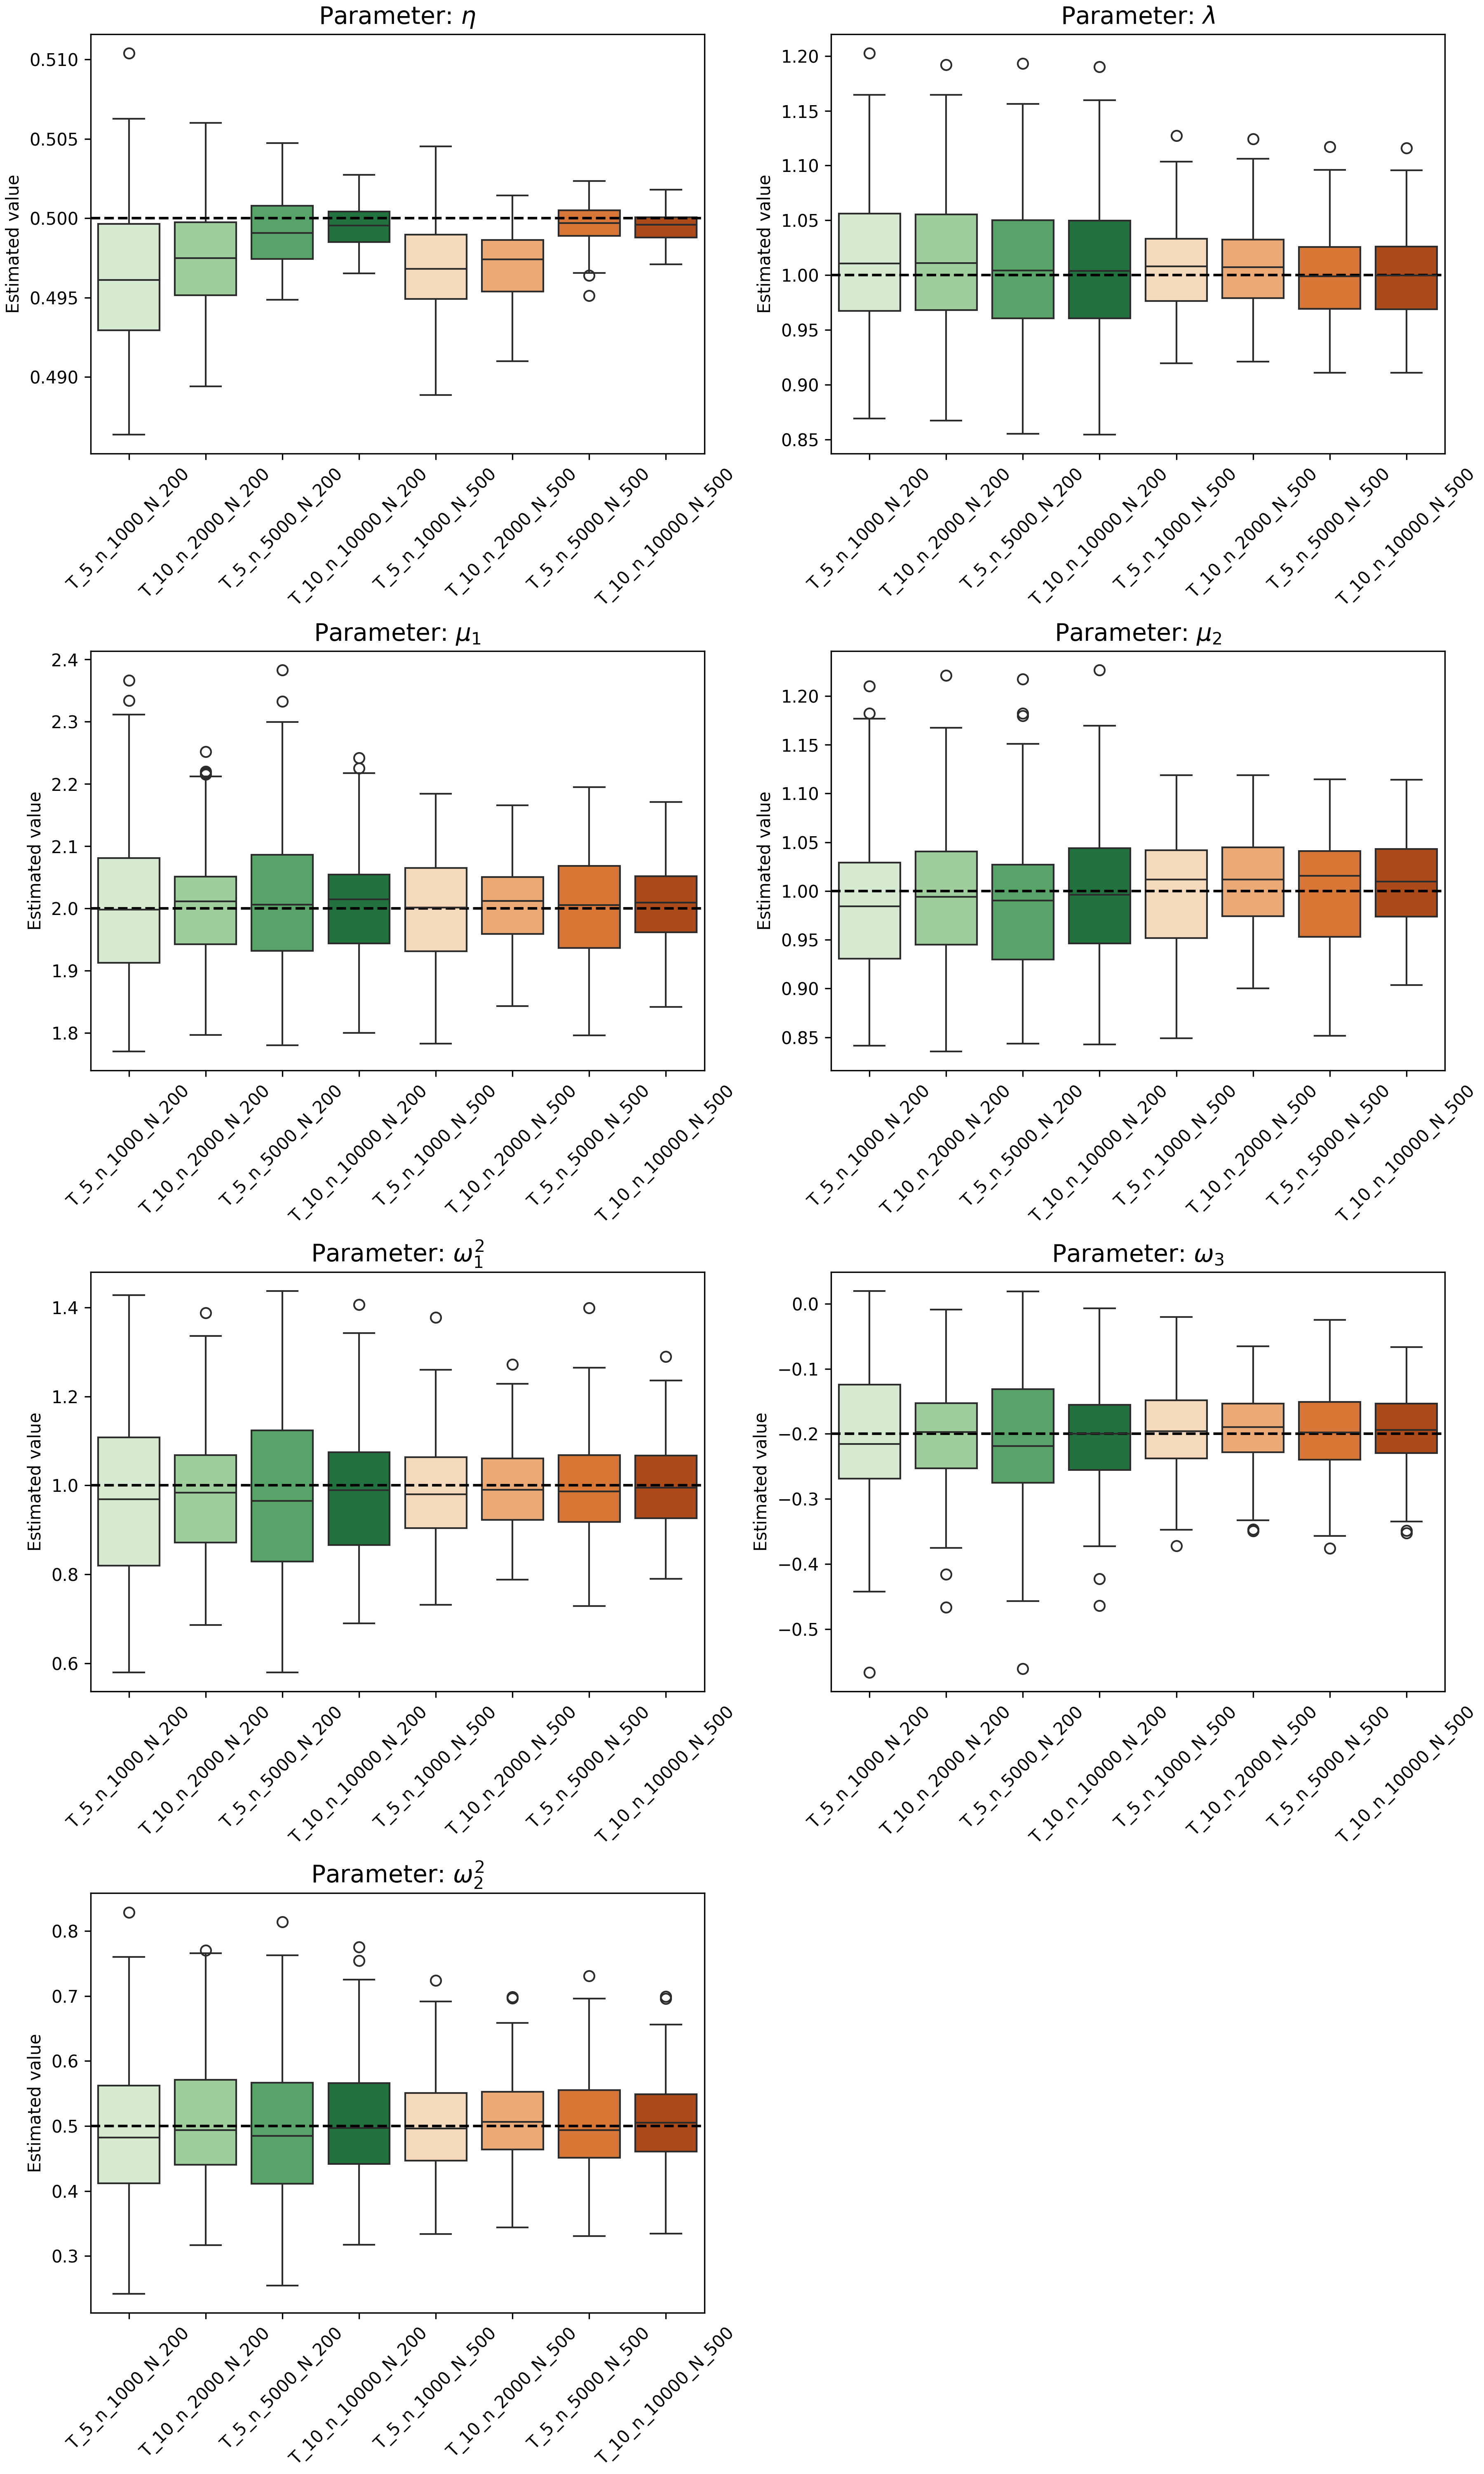 Parameter: η
Estimated value
0.510
0.505
0.500
0.495
0.490
T_5_n_1000_N_200
T_10_n_2000_N_200
T_5_n_5000_N_200
T_10_n_10000_N_200
T_5_n_1000_N_500
T_10_n_2000_N_500
T_5_n_5000_N_500
T_10_n_10000_N_500
Parameter: λ
Estimated value
1.20
1.15
1.10
1.05
1.00
0.95
0.90
0.85
T_5_n_1000_N_200
T_10_n_2000_N_200
T_5_n_5000_N_200
T_10_n_10000_N_200
T_5_n_1000_N_500
T_10_n_2000_N_500
T_5_n_5000_N_500
T_10_n_10000_N_500
Parameter: μ₁
Estimated value
2.4
2.3
2.2
2.1
2.0
1.9
1.8
T_5_n_1000_N_200
T_10_n_2000_N_200
T_5_n_5000_N_200
T_10_n_10000_N_200
T_5_n_1000_N_500
T_10_n_2000_N_500
T_5_n_5000_N_500
T_10_n_10000_N_500
Parameter: μ₂
Estimated value
1.20
1.15
1.10
1.05
1.00
0.95
0.90
0.85
T_5_n_1000_N_200
T_10_n_2000_N_200
T_5_n_5000_N_200
T_10_n_10000_N_200
T_5_n_1000_N_500
T_10_n_2000_N_500
T_5_n_5000_N_500
T_10_n_10000_N_500
Parameter: ω₁²
Estimated value
1.4
1.2
1.0
0.8
0.6
T_5_n_1000_N_200
T_10_n_2000_N_200
T_5_n_5000_N_200
T_10_n_10000_N_200
T_5_n_1000_N_500
T_10_n_2000_N_500
T_5_n_5000_N_500
T_10_n_10000_N_500
Parameter: ω₃
Estimated value
0.0
−0.1
−0.2
−0.3
−0.4
−0.5
T_5_n_1000_N_200
T_10_n_2000_N_200
T_5_n_5000_N_200
T_10_n_10000_N_200
T_5_n_1000_N_500
T_10_n_2000_N_500
T_5_n_5000_N_500
T_10_n_10000_N_500
Parameter: ω₂²
Estimated value
0.8
0.7
0.6
0.5
0.4
0.3
T_5_n_1000_N_200
T_10_n_2000_N_200
T_5_n_5000_N_200
T_10_n_10000_N_200
T_5_n_1000_N_500
T_10_n_2000_N_500
T_5_n_5000_N_500
T_10_n_10000_N_500